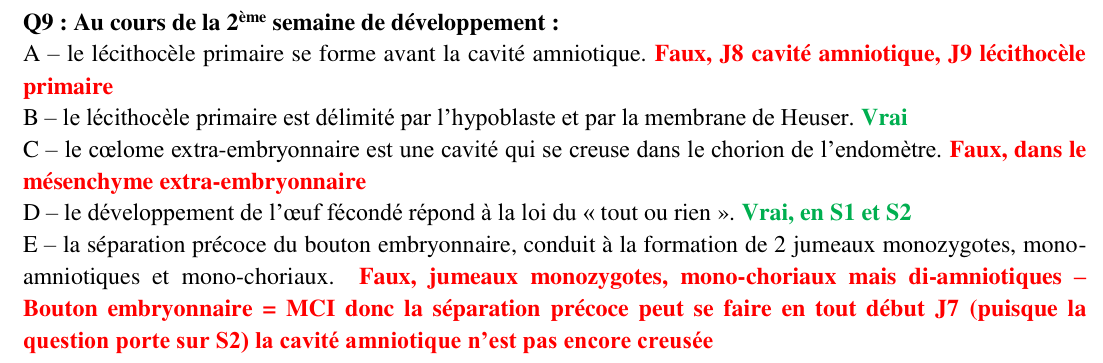 Q9 : Au cours de la 2ème semaine de développement :
A – le lécithocèle primaire se forme avant la cavité amniotique. Faux, J8 cavité amniotique, J9 lécithocèle
primaire
B – le lécithocèle primaire est délimité par l’hypoblaste et par la membrane de Heuser. Vrai
C – le cœlome extra-embryonnaire est une cavité qui se creuse dans le chorion de l’endomètre. Faux, dans le
mésenchyme extra-embryonnaire
D – le développement de l’œuf fécondé répond à la loi du « tout ou rien ». Vrai, en S1 et S2
E – la séparation précoce du bouton embryonnaire, conduit à la formation de 2 jumeaux monozygotes, mono-
amniotiques et mono-choriaux. Faux, jumeaux monozygotes, mono-choriaux mais di-amniotiques –
Bouton embryonnaire = MCI donc la séparation précoce peut se faire en tout début J7 (puisque la
question porte sur S2) la cavité amniotique n’est pas encore creusée